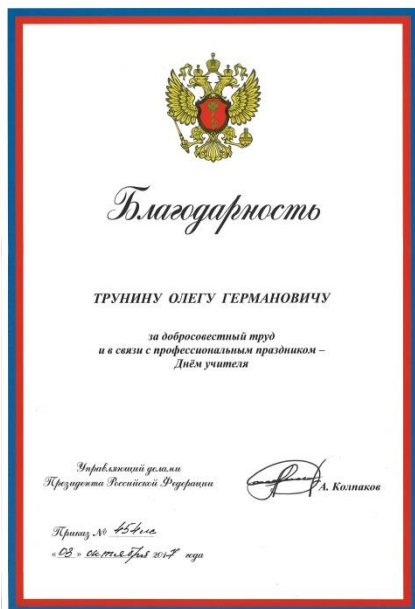 Благодарность
ТРУНИНУ ОЛЕГУ ГЕРМАНОВИЧУ
за добросовестный труд
и в связи с профессиональным праздником –
Днём учителя
Управляющий делами
Президента Российской Федерации
А. Колпаков
Приказ №
« 03 » октября 2017 года